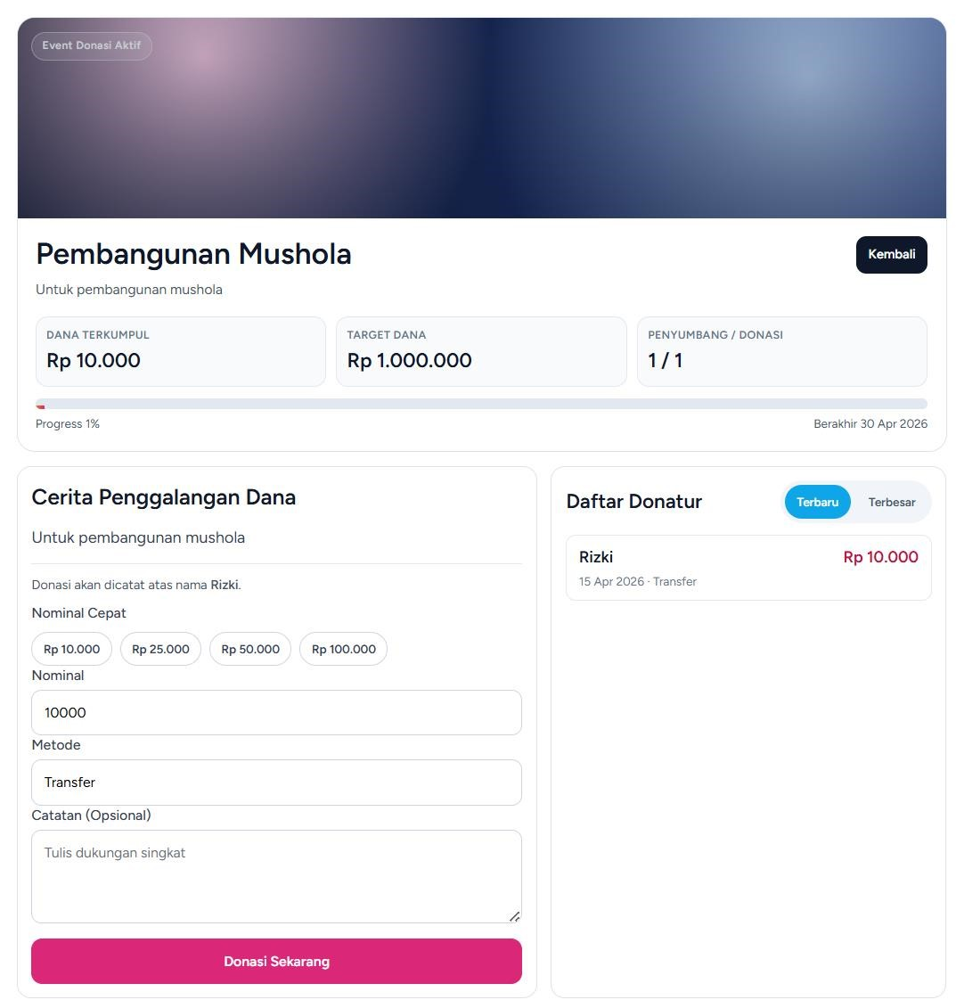 Event Donasi Aktif
Pembangunan Mushola
Kembali
Untuk pembangunan mushola
DANA TERKUMPUL
Rp 10.000
TARGET DANA
Rp 1.000.000
PENYUMBANG / DONASI
1 / 1
Progress 1%
Berakhir 30 Apr 2026
Cerita Penggalangan Dana
Untuk pembangunan mushola
Donasi akan dicatat atas nama Rizki.
Nominal Cepat
Rp 10.000
Rp 25.000
Rp 50.000
Rp 100.000
Nominal
10000
Metode
Transfer
Catatan (Opsional)
Tulis dukungan singkat
Donasi Sekarang
Daftar Donatur
Terbaru
Terbesar
Rizki
Rp 10.000
15 Apr 2026 · Transfer